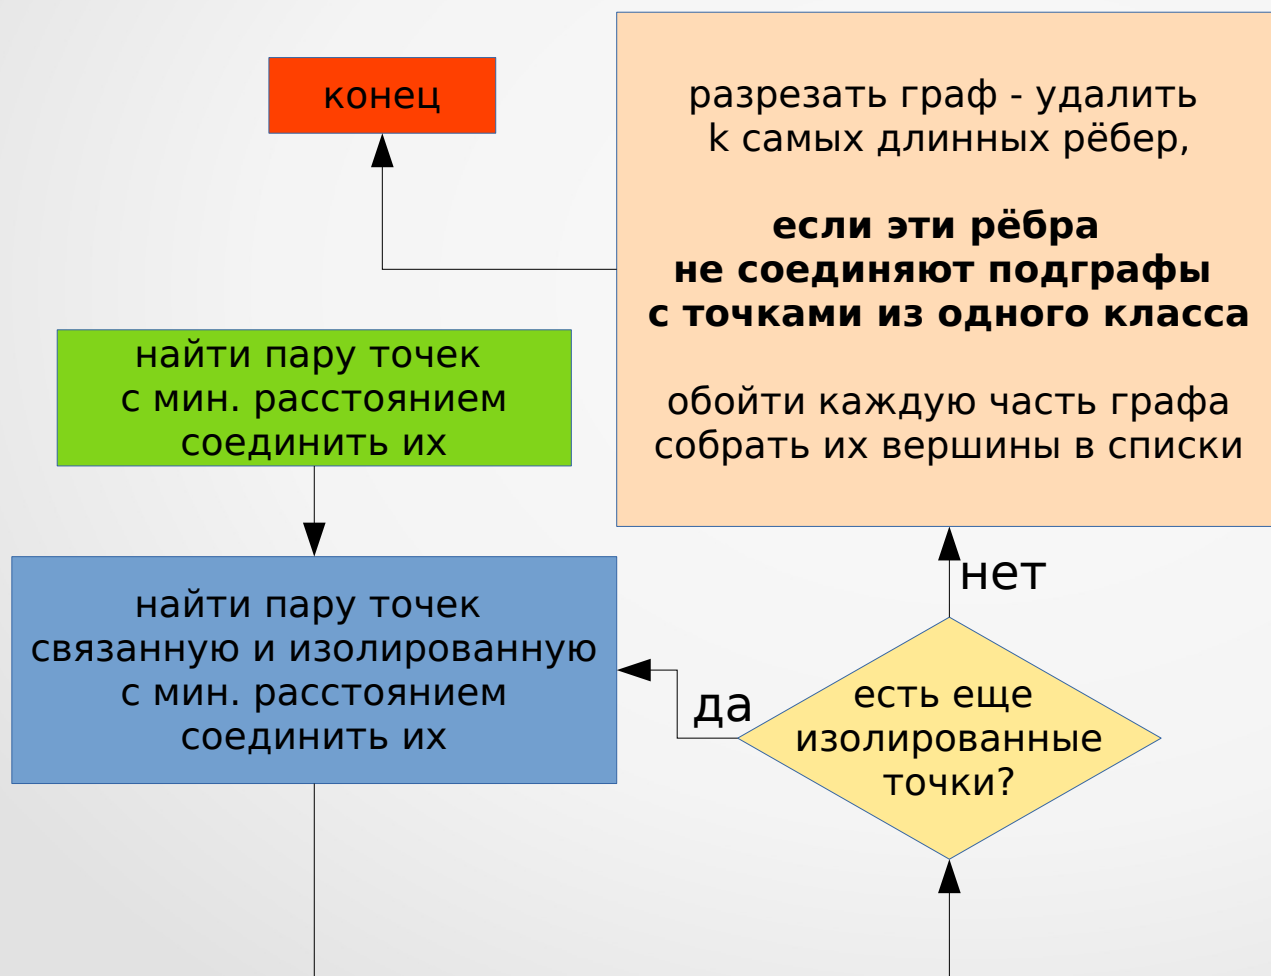 конец
разрезать граф - удалить
k самых длинных рёбер,
если эти рёбра
не соединяют подграфы
с точками из одного класса
обойти каждую часть графа
собрать их вершины в списки
найти пару точек
с мин. расстоянием
соединить их
найти пару точек
связанную и изолированную
с мин. расстоянием
соединить их
нет
да
есть еще
изолированные
точки?